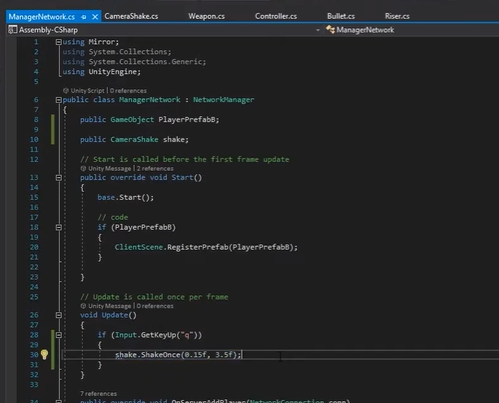 ManagerNetwork.cs
CameraShake.cs
Weapon.cs
Controller.cs
Bullet.cs
Riser.cs
Assembly-CSharp
ManagerNetwork
1 using Mirror;
2 using System.Collections;
3 using System.Collections.Generic;
4 using UnityEngine;
5
Unity Script | 0 references
6 public class ManagerNetwork : NetworkManager
7 {
8 public GameObject PlayerPrefabB;
9
10 public CameraShake shake;
11
12 // Start is called before the first frame update
Unity Message | 0 references
13 public override void Start()
14 {
15 base.Start();
16
17 // code
18 if (PlayerPrefabB)
19 {
20 ClientScene.RegisterPrefab(PlayerPrefabB);
21 }
22
23 }
24
25 // Update is called once per frame
Unity Message | 0 references
26 void Update()
27 {
28 if (Input.GetKeyUp("q"))
29 {
30 shake.ShakeOnce(0.15f, 3.5f);
31 }
32 }
33
7 references
34 public override void OnServerAddPlayer(NetworkConnection conn)